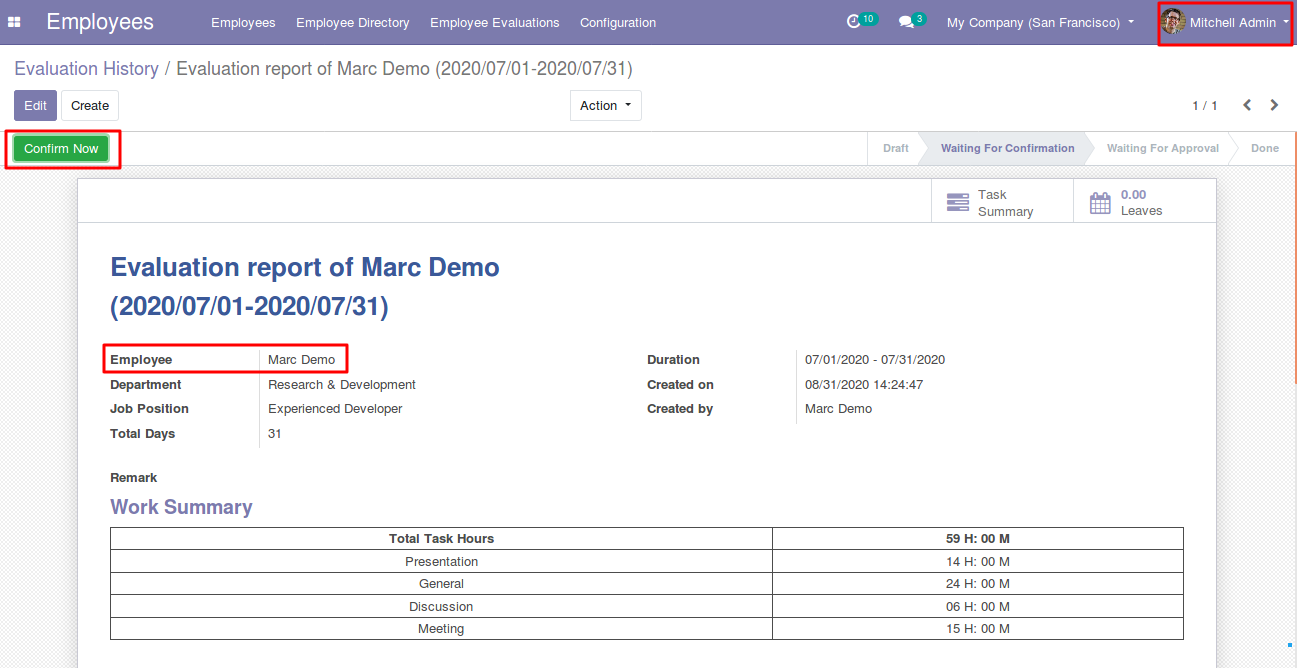 Employees Employees Employee Directory Employee Evaluations Configuration 10 3 My Company (San Francisco) Mitchell Admin
Evaluation History / Evaluation report of Marc Demo (2020/07/01-2020/07/31)
Edit Create Action 1 / 1
Confirm Now Draft Waiting For Confirmation Waiting For Approval Done
Task Summary
0.00 Leaves
Evaluation report of Marc Demo
(2020/07/01-2020/07/31)
Employee Marc Demo Duration 07/01/2020 - 07/31/2020
Department Research & Development Created on 08/31/2020 14:24:47
Job Position Experienced Developer Created by Marc Demo
Total Days 31
Remark
Work Summary
Total Task Hours 59 H: 00 M
Presentation 14 H: 00 M
General 24 H: 00 M
Discussion 06 H: 00 M
Meeting 15 H: 00 M